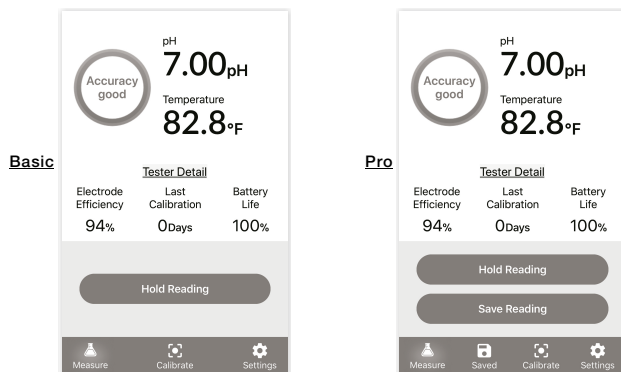 Basic
Accuracy
good
pH
7.00pH
Temperature
82.8°F
Tester Detail
Electrode
Efficiency
94%
Last
Calibration
0Days
Battery
Life
100%
Hold Reading
Measure
Calibrate
Settings
Pro
Accuracy
good
pH
7.00pH
Temperature
82.8°F
Tester Detail
Electrode
Efficiency
94%
Last
Calibration
0Days
Battery
Life
100%
Hold Reading
Save Reading
Measure
Saved
Calibrate
Settings